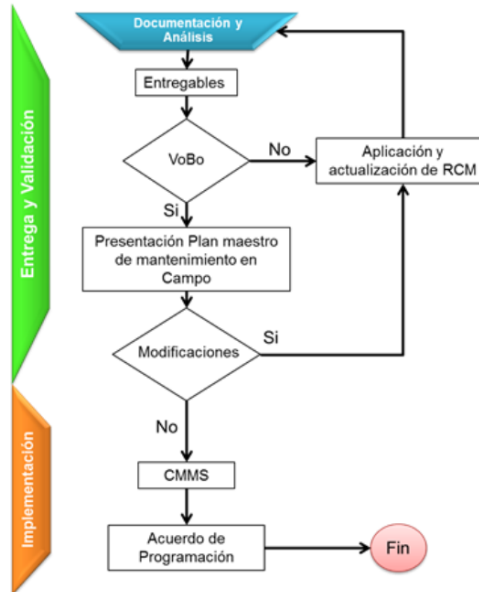 Documentación y
Análisis
Entregables
VoBo
No
Aplicación y
actualización de RCM
Si
Presentación Plan maestro
de mantenimiento en
Campo
Modificaciones
Si
No
CMMS
Acuerdo de
Programación
Fin
Entrega y Validación
Implementación